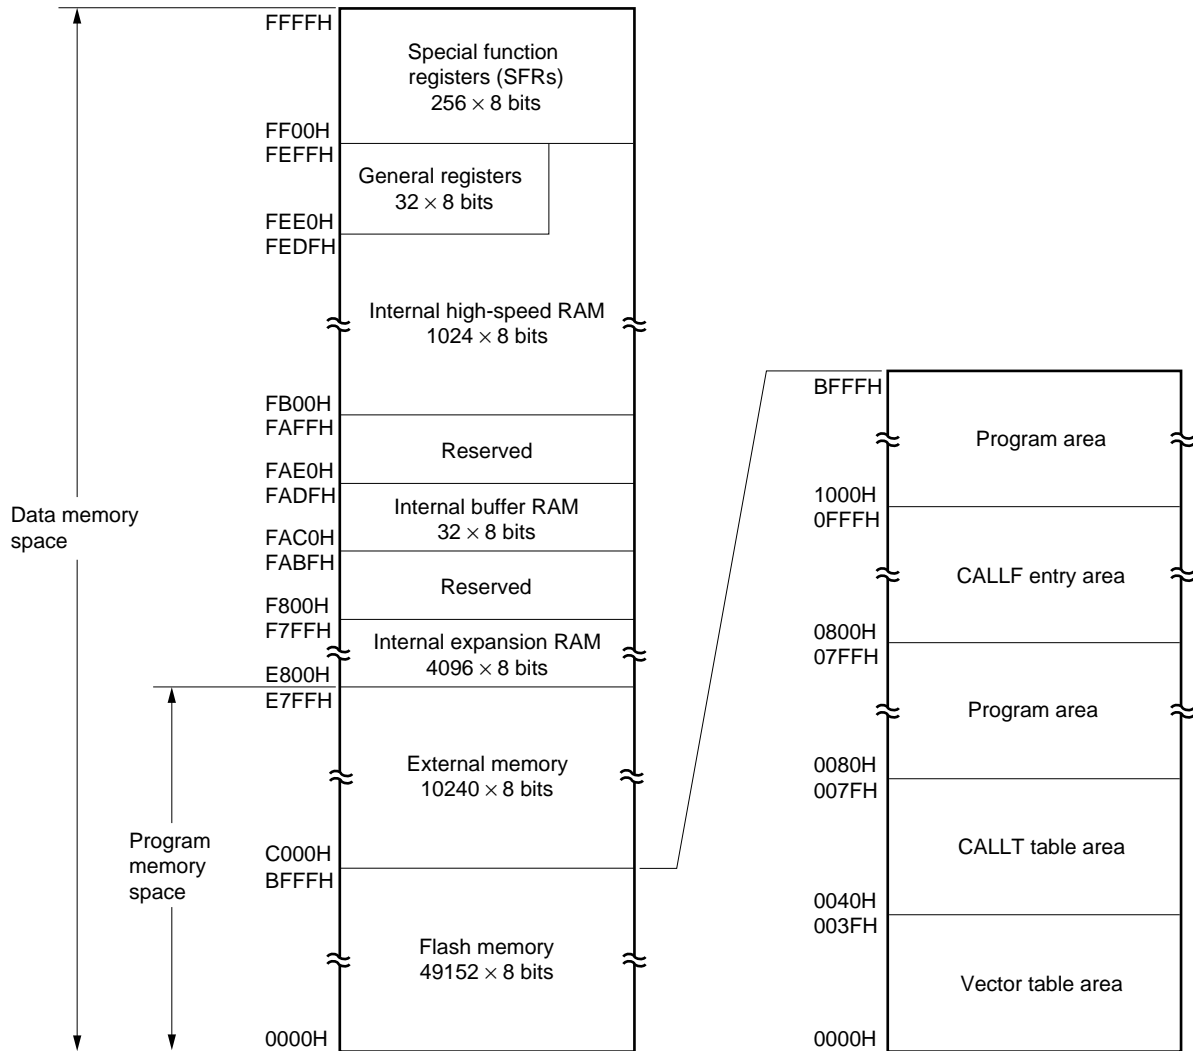 FFFFH
Special function
registers (SFRs)
256 × 8 bits
FF00H
FEFFH
General registers
32 × 8 bits
FEE0H
FEDFH
Internal high-speed RAM
1024 × 8 bits
FB00H
FAFFH
Reserved
FAE0H
FADFH
Internal buffer RAM
32 × 8 bits
FAC0H
FABFH
Reserved
F800H
F7FFH
Internal expansion RAM
4096 × 8 bits
E800H
E7FFH
External memory
10240 × 8 bits
C000H
BFFFH
Flash memory
49152 × 8 bits
0000H
Data memory
space
Program
memory
space
BFFFH
Program area
1000H
0FFFH
CALLF entry area
0800H
07FFH
Program area
0080H
007FH
CALLT table area
0040H
003FH
Vector table area
0000H